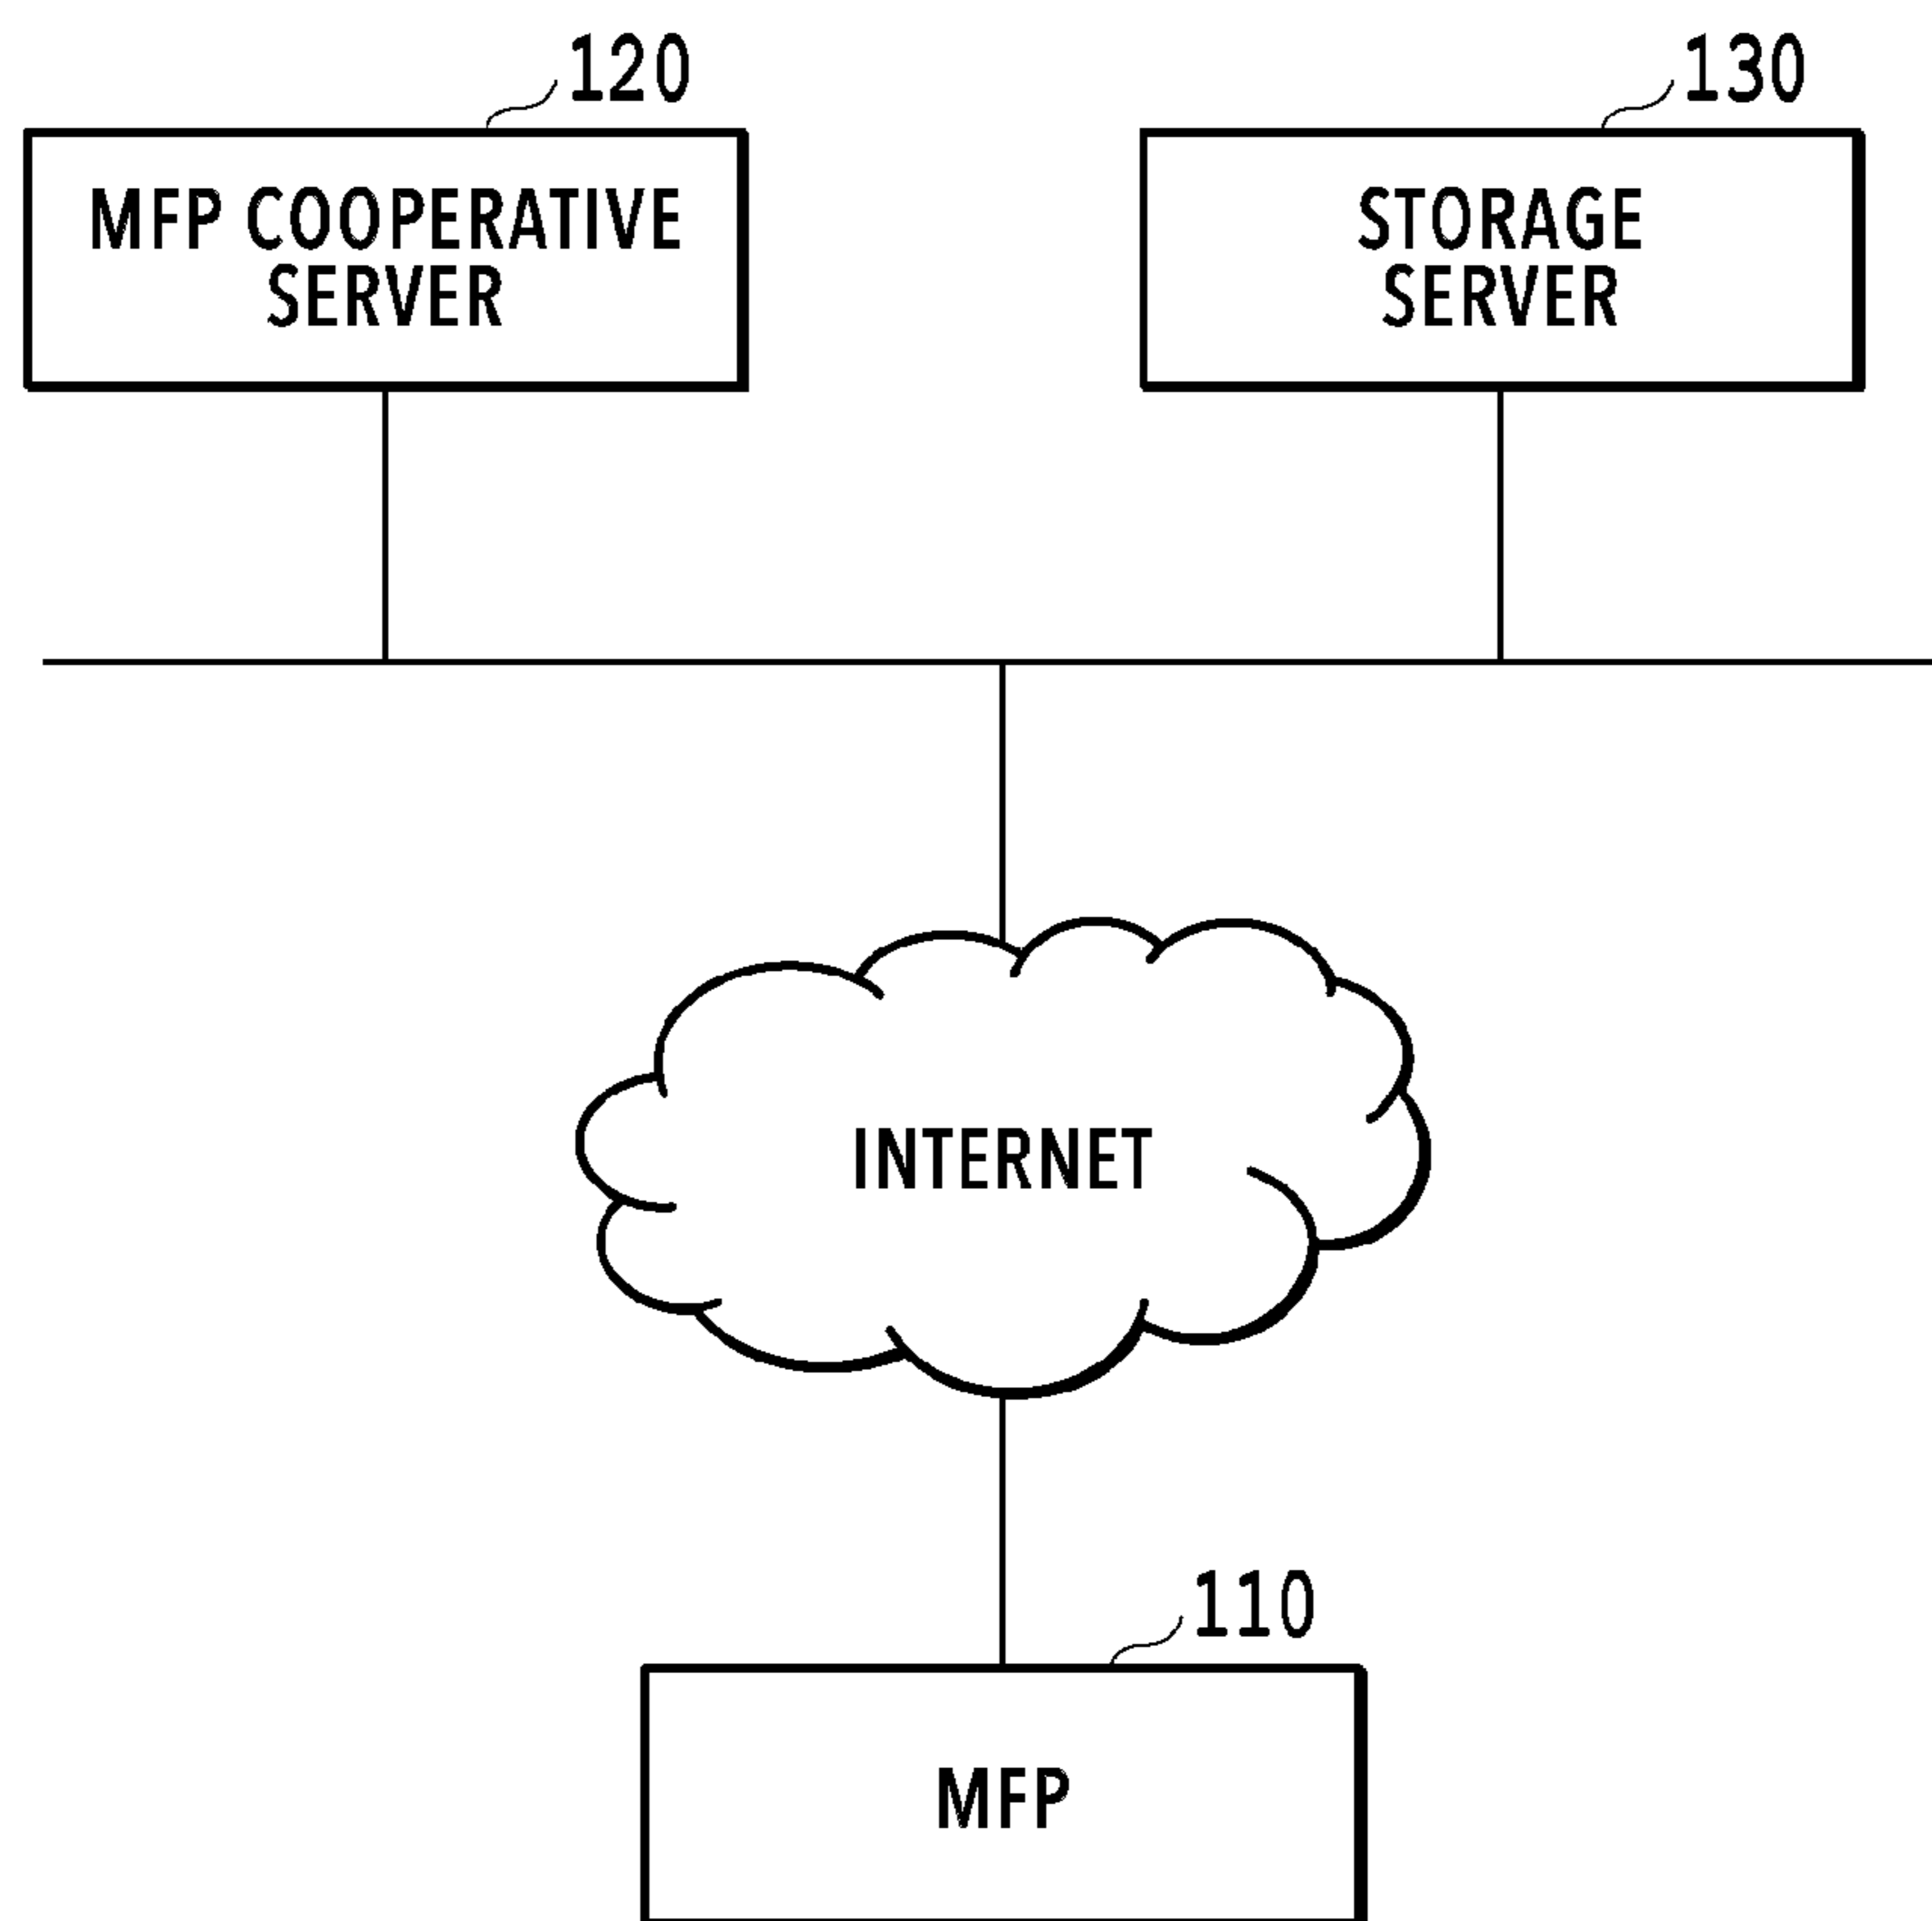 120
130
MFP COOPERATIVE
SERVER
STORAGE
SERVER
INTERNET
110
MFP